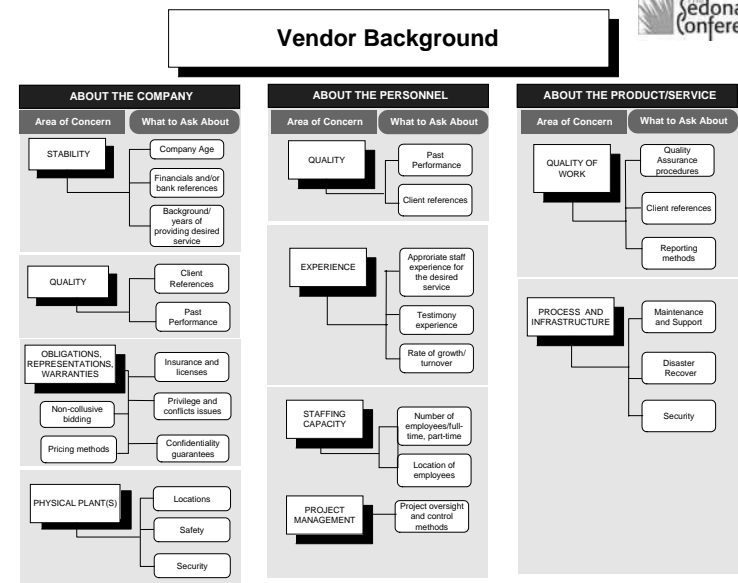 Sedona
Confere
Vendor Background
ABOUT THE COMPANY
Area of Concern
What to Ask About
STABILITY
Company Age
Financials and/or
bank references
Background/
years of
providing desired
service
QUALITY
Client
References
Past
Performance
OBLIGATIONS,
REPRESENTATIONS,
WARRANTIES
Insurance and
licenses
Non-collusive
bidding
Privilege and
conflicts issues
Pricing methods
Confidentiality
guarantees
PHYSICAL PLANT(S)
Locations
Safety
Security
ABOUT THE PERSONNEL
Area of Concern
What to Ask About
QUALITY
Past
Performance
Client references
EXPERIENCE
Approriate staff
experience for
the desired
service
Testimony
experience
Rate of growth/
turnover
STAFFING
CAPACITY
Number of
employees/full-
time, part-time
Location of
employees
PROJECT
MANAGEMENT
Project oversight
and control
methods
ABOUT THE PRODUCT/SERVICE
Area of Concern
What to Ask About
QUALITY OF
WORK
Quality
Assurance
procedures
Client references
Reporting
methods
PROCESS AND
INFRASTRUCTURE
Maintenance
and Support
Disaster
Recover
Security